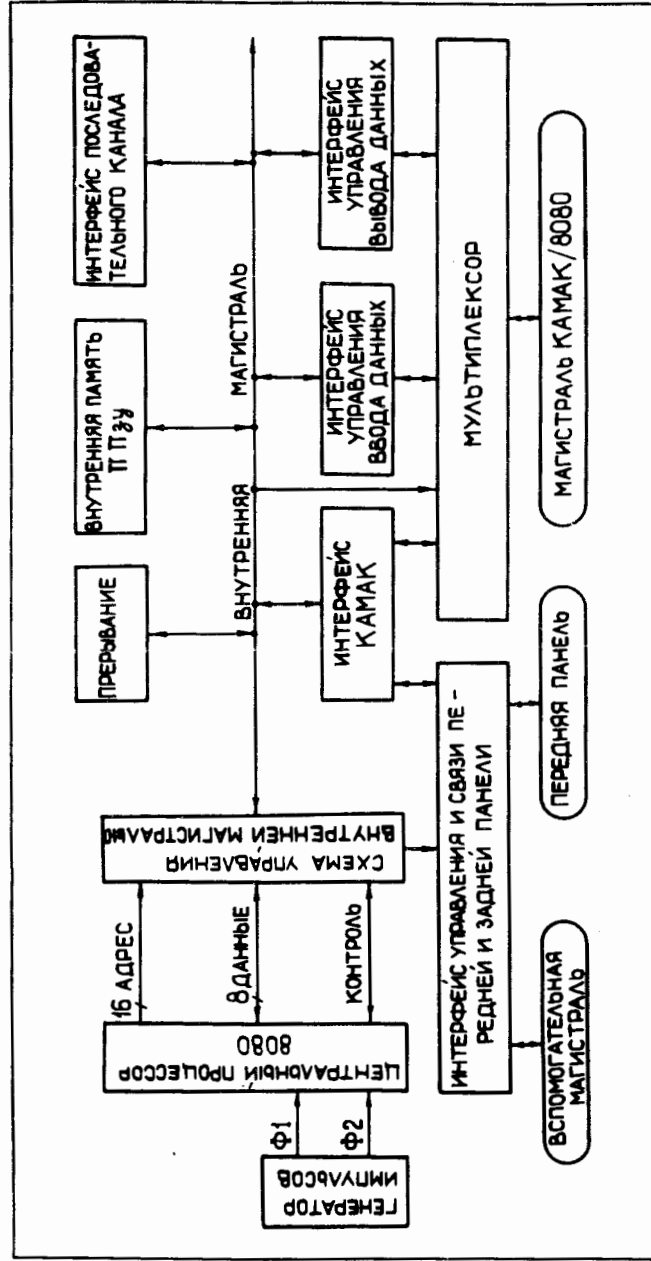 ГЕНЕРАТОР
ИМПУЛЬСОВ
Ф1
Ф2
ЦЕНТРАЛЬНЫЙ ПРОЦЕССОР
8080
16 АДРЕС
8 ДАННЫЕ
КОНТРОЛЬ
СХЕМА УПРАВЛЕНИЯ
ВНУТРЕННЕЙ МАГИСТРАЛЬЮ
ПРЕРЫВАНИЕ
ВНУТРЕННЯЯ ПАМЯТЬ
ППЗУ
ИНТЕРФЕЙС ПОСЛЕДОВА-
ТЕЛЬНОГО КАНАЛА
ВНУТРЕННЯЯ
МАГИСТРАЛЬ
ИНТЕРФЕЙС
КАМАК
ИНТЕРФЕЙС
УПРАВЛЕНИЯ
ВВОДА ДАННЫХ
ИНТЕРФЕЙС
УПРАВЛЕНИЯ
ВЫВОДА ДАННЫХ
ИНТЕРФЕЙС УПРАВЛЕНИЯ И СВЯЗИ ПЕ-
РЕДНЕЙ И ЗАДНЕЙ ПАНЕЛИ
МУЛЬТИПЛЕКСОР
ВСПОМОГАТЕЛЬНАЯ
МАГИСТРАЛЬ
ПЕРЕДНЯЯ ПАНЕЛЬ
МАГИСТРАЛЬ КАМАК/8080